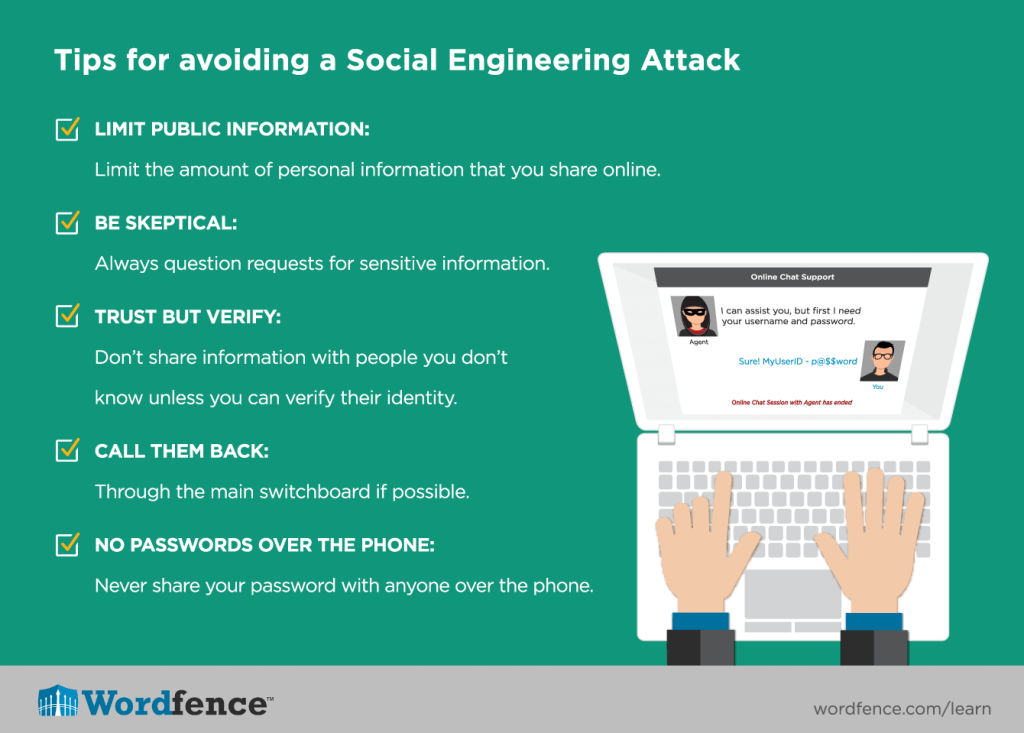 Tips for avoiding a Social Engineering Attack
LIMIT PUBLIC INFORMATION:
Limit the amount of personal information that you share online.
BE SKEPTICAL:
Always question requests for sensitive information.
TRUST BUT VERIFY:
Don’t share information with people you don’t
know unless you can verify their identity.
CALL THEM BACK:
Through the main switchboard if possible.
NO PASSWORDS OVER THE PHONE:
Never share your password with anyone over the phone.
Online Chat Support
I can assist you, but first I need
your username and password.
Agent
Sure! MyUserID - p@$$word
You
Online Chat Session with Agent has ended
Wordfence™
wordfence.com/learn